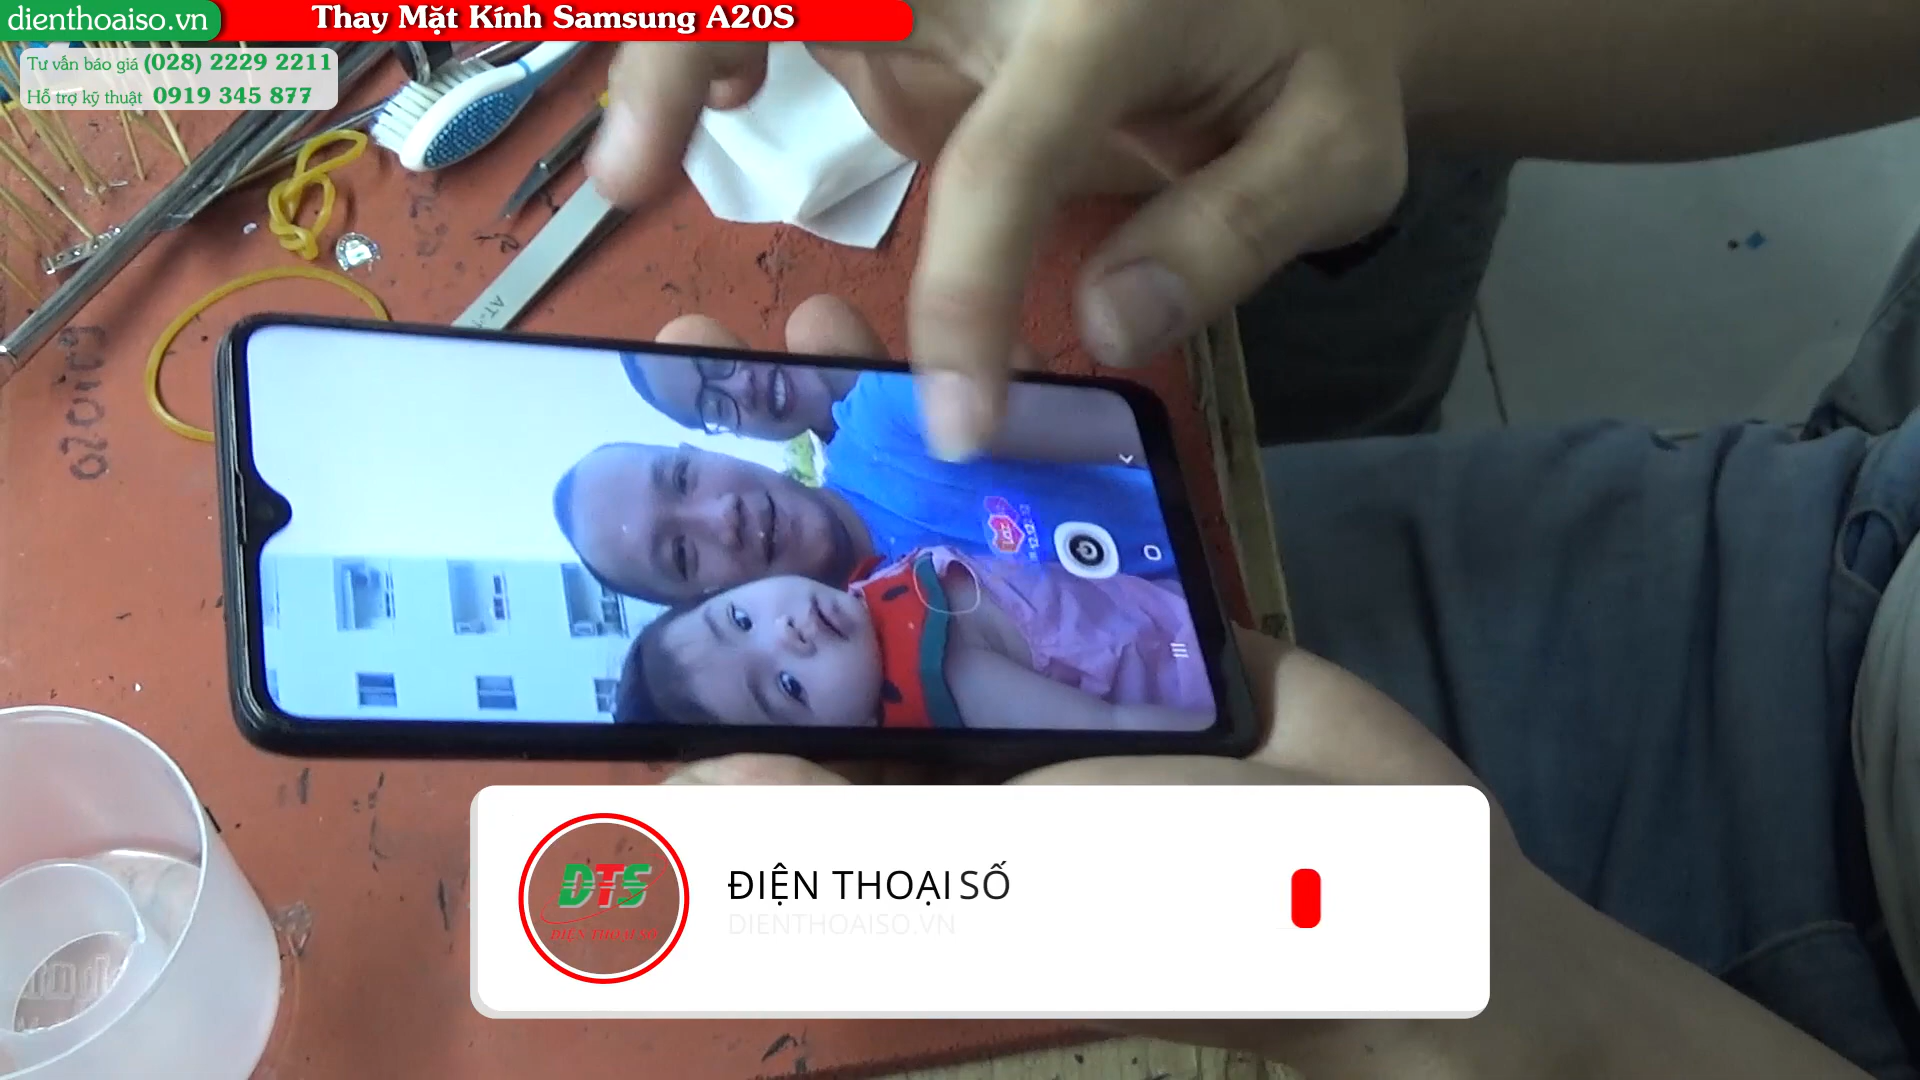 dienthoaiso.vn
Thay Mặt Kính Samsung A20S
Tư vấn báo giá (028) 2229 2211
Hỗ trợ kỹ thuật 0919 345 877
DTS
ĐIỆN THOẠI SỐ
ĐIỆN THOẠI SỐ
DIENTHOAISO.VN